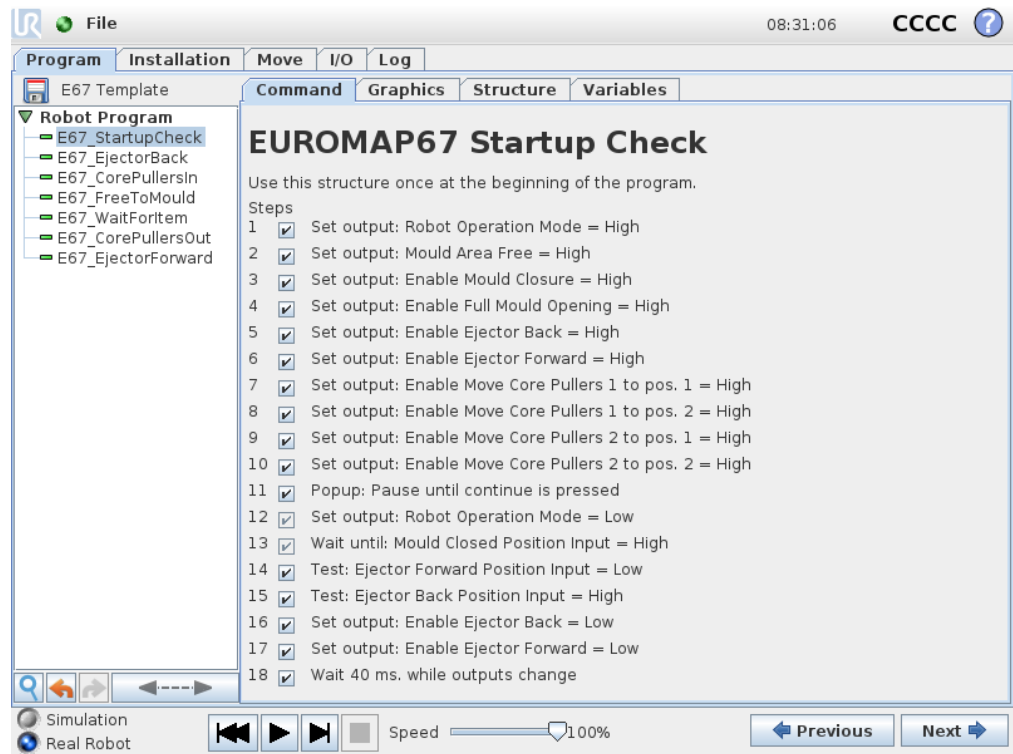 UR File 08:31:06 CCCC ?
Program Installation Move I/O Log
E67 Template
Command Graphics Structure Variables
Robot Program
E67_StartupCheck
E67_EjectorBack
E67_CorePullersIn
E67_FreeToMould
E67_WaitForItem
E67_CorePullersOut
E67_EjectorForward
EUROMAP67 Startup Check
Use this structure once at the beginning of the program.
Steps
1 Set output: Robot Operation Mode = High
2 Set output: Mould Area Free = High
3 Set output: Enable Mould Closure = High
4 Set output: Enable Full Mould Opening = High
5 Set output: Enable Ejector Back = High
6 Set output: Enable Ejector Forward = High
7 Set output: Enable Move Core Pullers 1 to pos. 1 = High
8 Set output: Enable Move Core Pullers 1 to pos. 2 = High
9 Set output: Enable Move Core Pullers 2 to pos. 1 = High
10 Set output: Enable Move Core Pullers 2 to pos. 2 = High
11 Popup: Pause until continue is pressed
12 Set output: Robot Operation Mode = Low
13 Wait until: Mould Closed Position Input = High
14 Test: Ejector Forward Position Input = Low
15 Test: Ejector Back Position Input = High
16 Set output: Enable Ejector Back = Low
17 Set output: Enable Ejector Forward = Low
18 Wait 40 ms. while outputs change
Simulation
Real Robot
Speed 100%
Previous Next